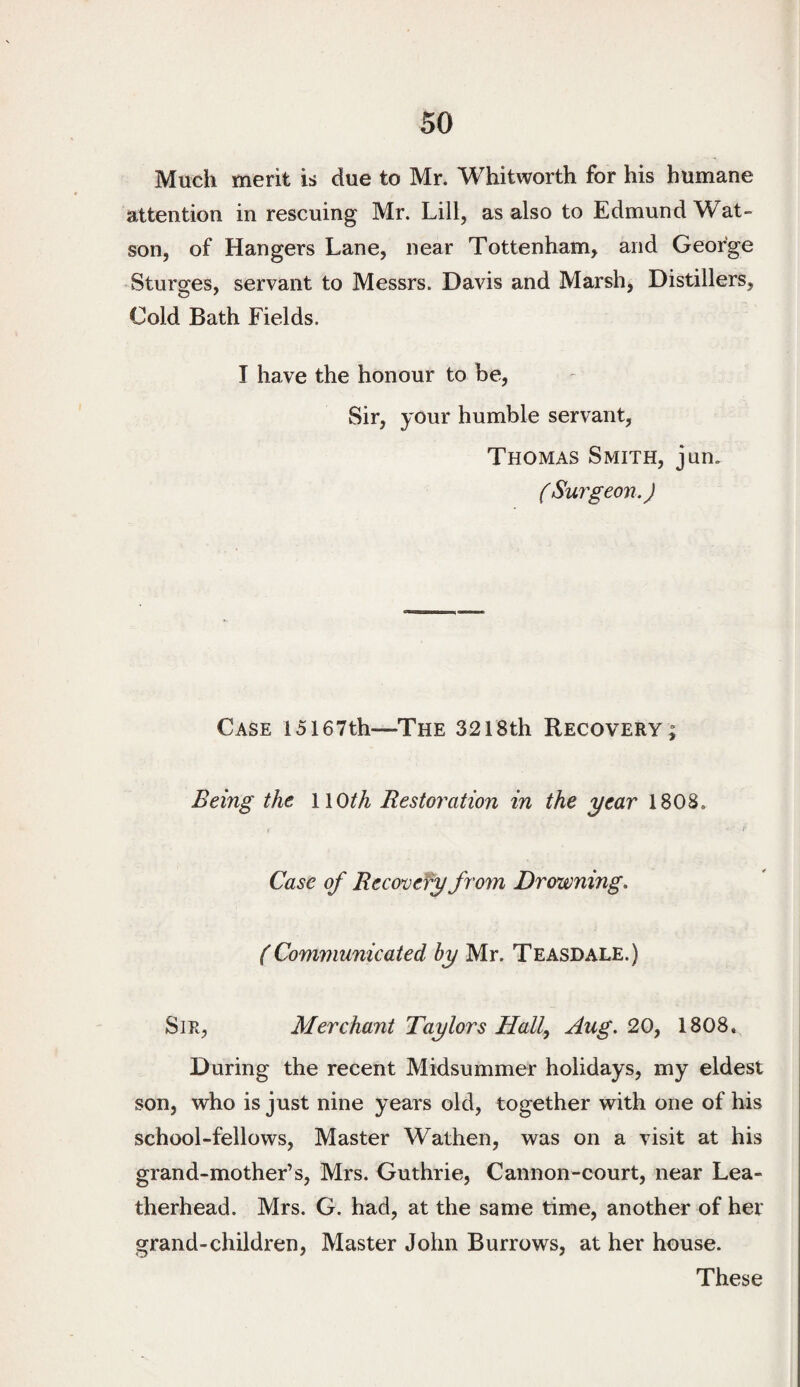 50
Much merit is due to Mr. Whitworth for his humane
attention in rescuing Mr. Lill, as also to Edmund Wat-
son, of Hangers Lane, near Tottenham, and George
Sturges, servant to Messrs. Davis and Marsh, Distillers,
Cold Bath Fields.
I have the honour to be,
Sir, your humble servant,
Thomas Smith, jun.
(Surgeon.)
Case 15167th—The 3218th Recovery;
Being the 110th Restoration in the year 1808.
Case of Recovery from Drowning.
(Communicated by Mr. Teasdale.)
Sir, Merchant Taylors Hall, Aug. 20, 1808.
During the recent Midsummer holidays, my eldest
son, who is just nine years old, together with one of his
school-fellows, Master Wathen, was on a visit at his
grand-mother's, Mrs. Guthrie, Cannon-court, near Lea-
therhead. Mrs. G. had, at the same time, another of her
grand-children, Master John Burrows, at her house.
These